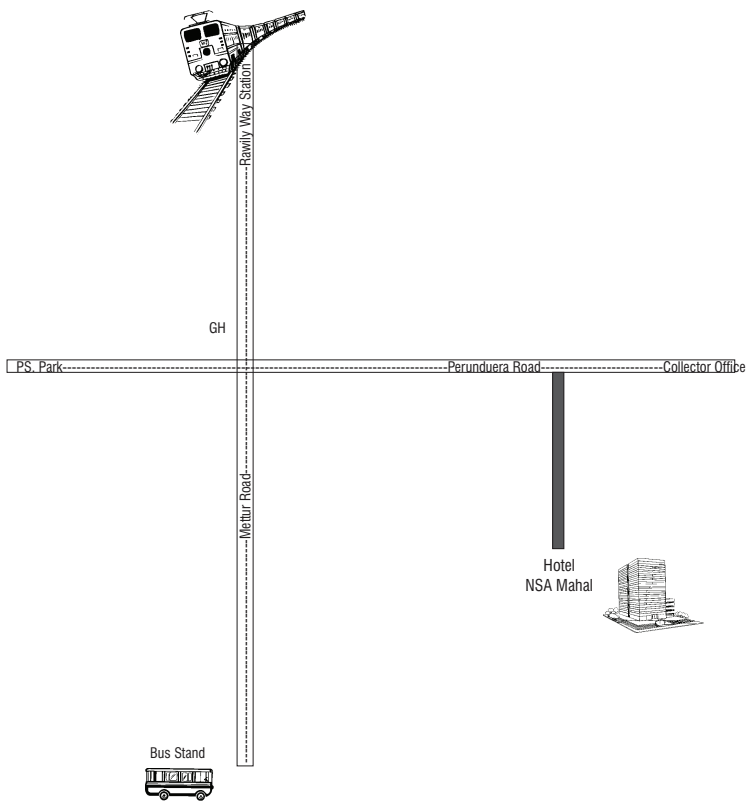 Rawily Way Station
GH
PS. Park
Perunduera Road
Collector Office
Mettur Road
Hotel
NSA Mahal
Bus Stand